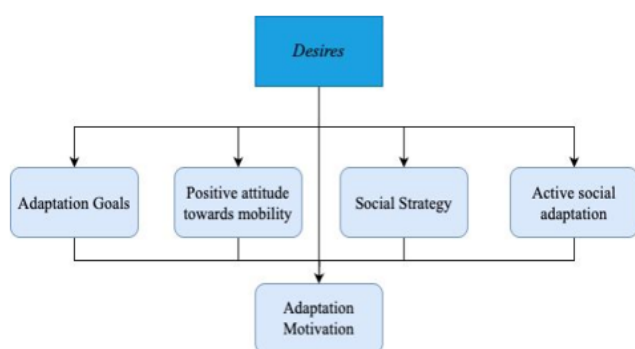 Desires
Adaptation Goals
Positive attitude
towards mobility
Social Strategy
Active social
adaptation
Adaptation
Motivation